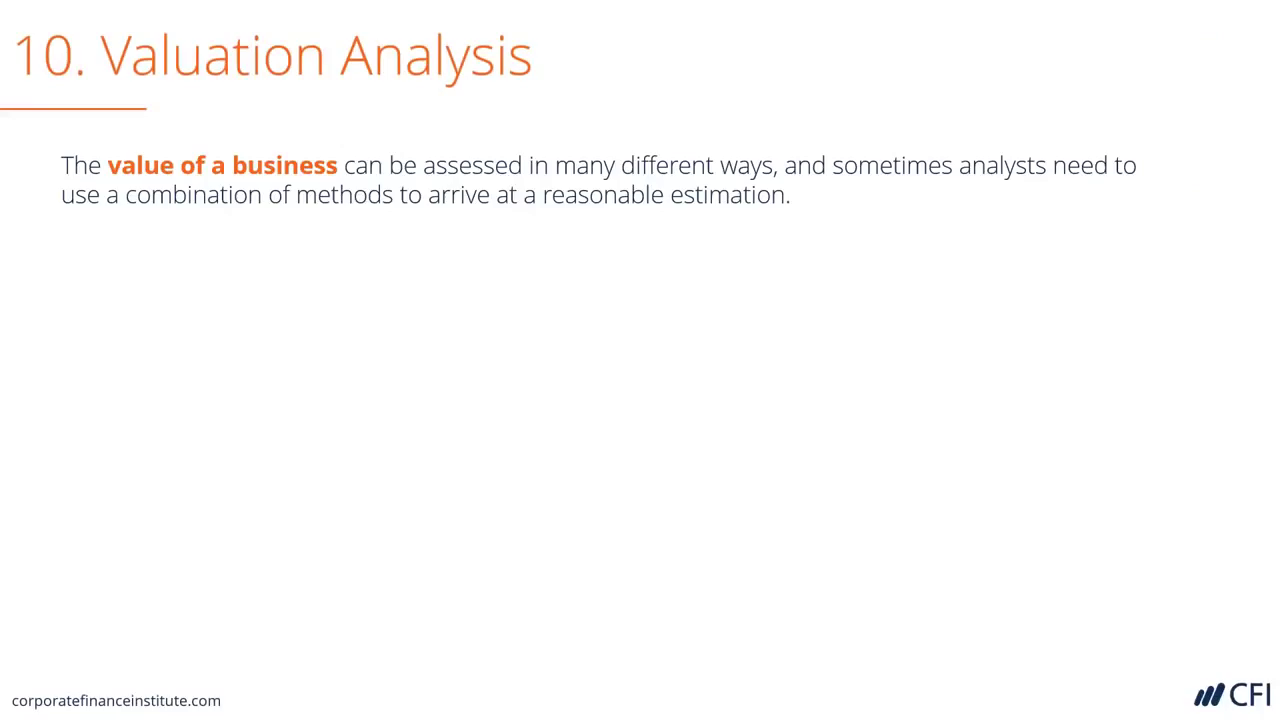 10. Valuation Analysis
The value of a business can be assessed in many different ways, and sometimes analysts need to
use a combination of methods to arrive at a reasonable estimation.
corporatefinanceinstitute.com
CFI